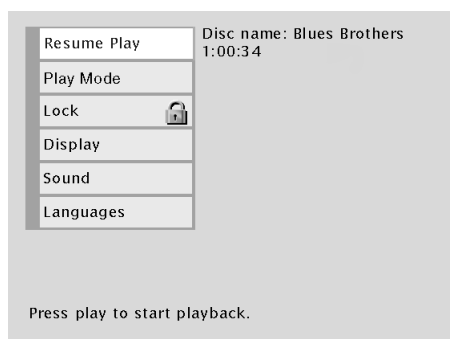 Resume Play
Play Mode
Lock
Display
Sound
Languages
Disc name: Blues Brothers
1:00:34
Press play to start playback.